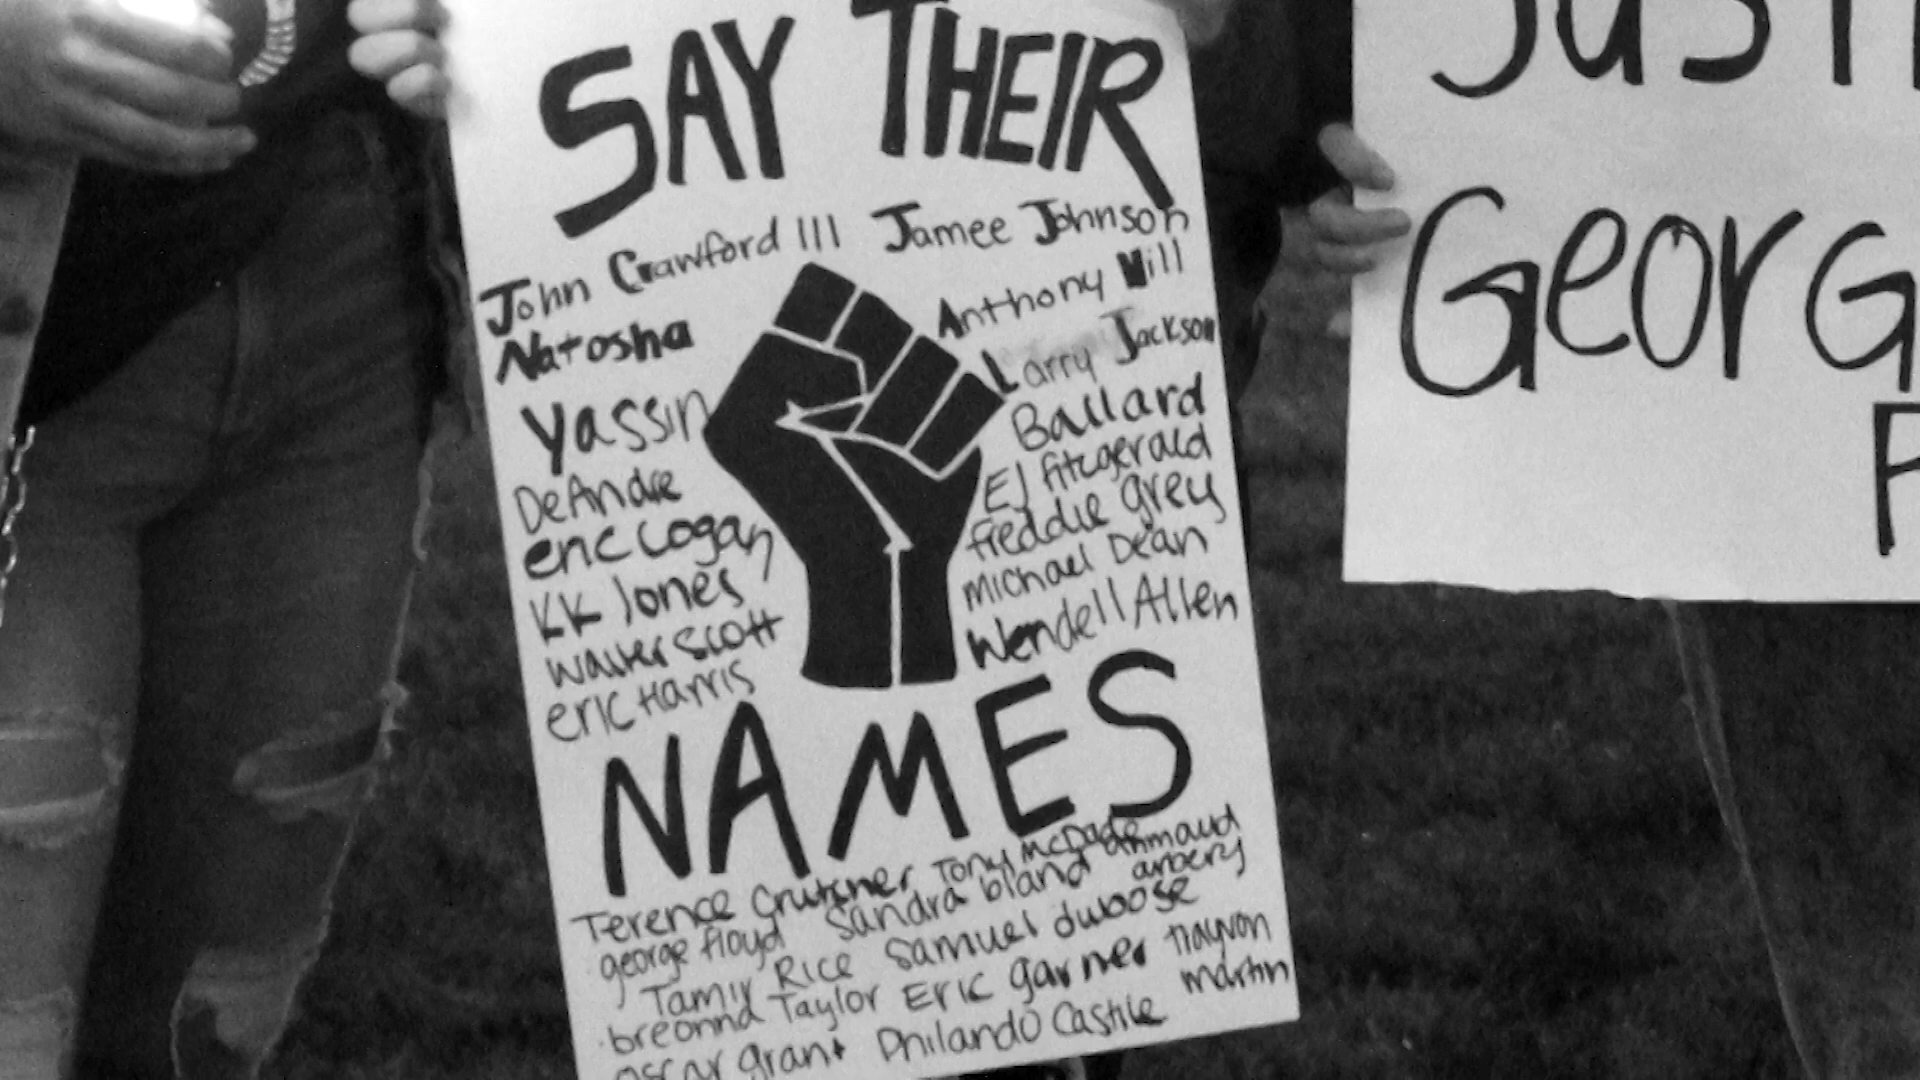 SAY THEIR
John Crawford III Jamee Johnson
Natosha
Anthony Hill
Yassin
Larry Jackson
Ballard
DeAndre
EJ Fitzgerald
eric Logan
freddie grey
KK Jones
Michael Dean
Walter Scott
Wendell Allen
eric Harris
NAMES
Terence Crutcher Tony McDade Ahmaud
george floyd Sandra bland arbery
Tamir Rice Samuel dubose
breonna Taylor Eric garner trayvon
martin
oscar grant Philando Castile
JUSTI
GeorG
F